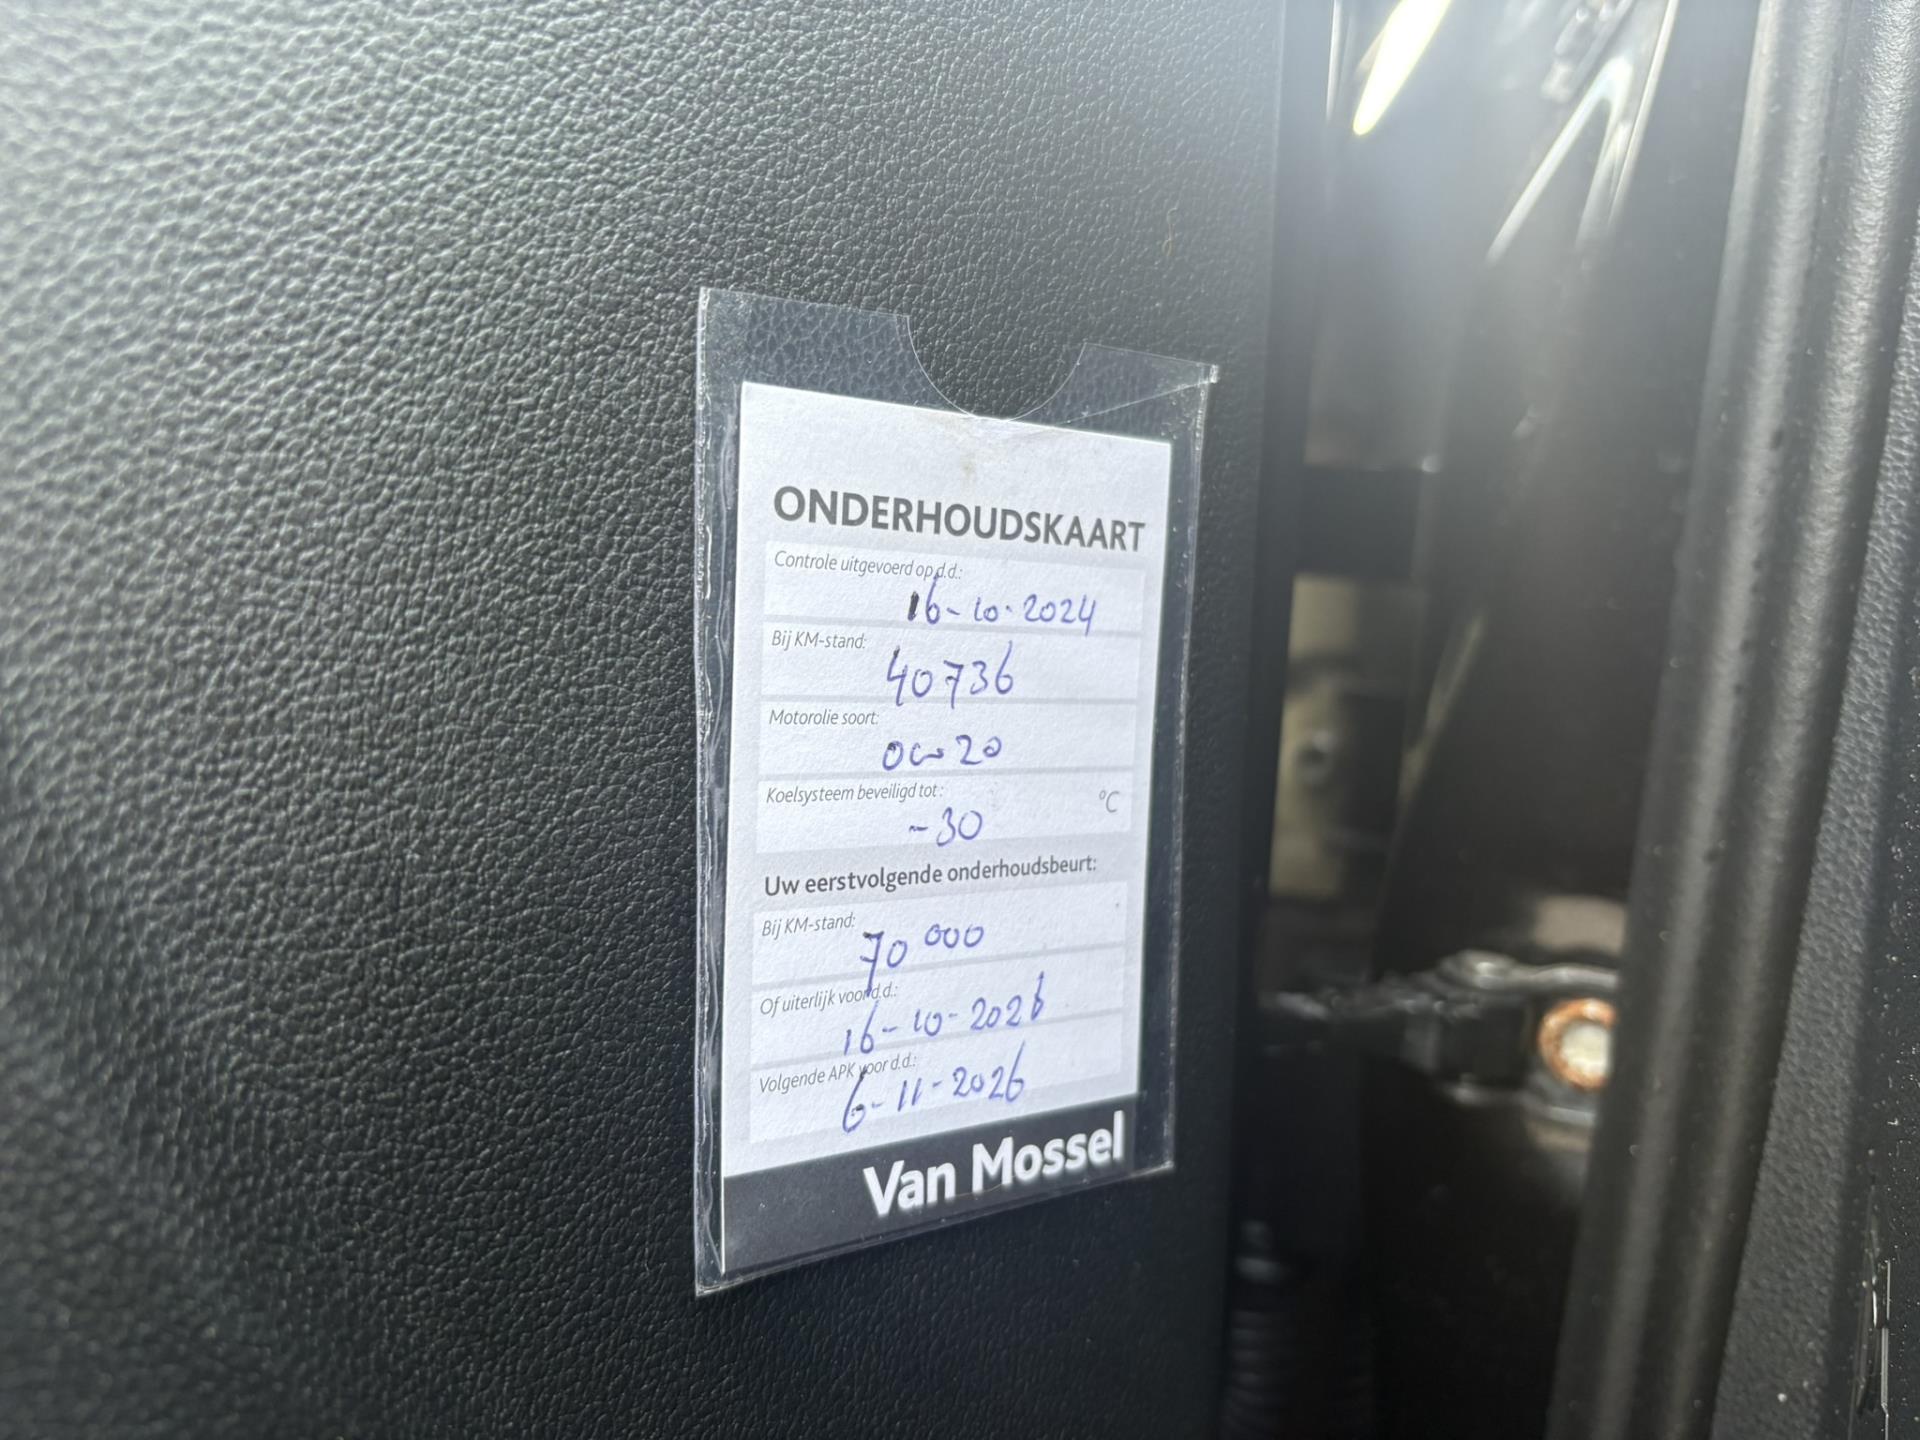 ONDERHOUDSKAART
Controle uitgevoerd op d.d.:
16-10-2024
Bij KM-stand:
40736
Motorolie soort:
0w20
Koelsysteem beveiligd tot: °C
-30
Uw eerstvolgende onderhoudsbeurt:
Bij KM-stand:
70 000
Of uiterlijk voor d.d.:
16-10-2026
Volgende APK voor d.d.:
6-11-2026
Van Mossel